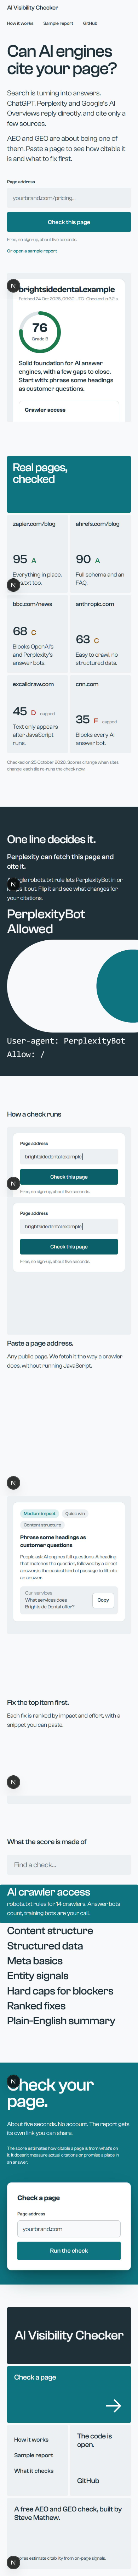 AI Visibility Checker
How it works Sample report GitHub
Can AI engines
cite your page?
Search is turning into answers.
ChatGPT, Perplexity and Google's AI
Overviews reply directly, and cite only a
few sources.
AEO and GEO are about being one of
them. Paste a page to see how citable it
is and what to fix first.
Page address
yourbrand.com/pricing...
Check this page
Free, no sign-up, about five seconds.
Or open a sample report
brightsidedental.example
Fetched 24 Oct 2026, 09:00 UTC · Checked in 3.2 s
76
Grade B
Solid foundation for AI answer
engines, with a few gaps to close.
Start with: phrase some headings
as customer questions.
Crawler access
Real pages,
checked
zapier.com/blog
95 A
Everything in place,
llms.txt too.
ahrefs.com/blog
90 A
Full schema and an
FAQ.
bbc.com/news
68 C
Blocks OpenAI's
and Perplexity's
answer bots.
anthropic.com
63 C
Easy to crawl, no
structured data.
excalidraw.com
45 D capped
Text only appears
after JavaScript
runs.
cnn.com
35 F capped
Blocks every AI
answer bot.
Checked on 25 October 2026. Scores change when sites
change; each tile re-runs the check now.
One line decides it.
Perplexity can fetch this page and
cite it.
A single robots.txt rule lets PerplexityBot in or
out. Flip it and see what changes for
your citations.
PerplexityBot
Allowed
User-agent: PerplexityBot
Allow: /
How a check runs
Page address
brightsidedental.example
Check this page
Free, no sign-up, about five seconds.
Page address
brightsidedental.example
Check this page
Free, no sign-up, about five seconds.
Paste a page address.
Any public page. We fetch it the way a crawler
does, without running JavaScript.
Medium impact Quick win
Content structure
Phrase some headings as
customer questions
People ask AI engines full questions. A heading
that matches the question, followed by a direct
answer, is the easiest kind of passage to lift into
an answer.
Our services
What services does
Brightside Dental offer?
Copy
Fix the top item first.
Each fix is ranked by impact and effort, with a
snippet you can paste.
What the score is made of
Find a check...
AI crawler access
robots.txt rules for 14 crawlers. Answer bots
count, training bots are your call.
Content structure
Structured data
Meta basics
Entity signals
Hard caps for blockers
Ranked fixes
Plain-English summary
Check your
page.
About five seconds. No account. The report gets
its own link you can share.
The score estimates how citable a page is from what's on
it. It doesn't measure actual citations or promise a place in
an answer.
Check a page
Page address
yourbrand.com
Run the check
AI Visibility Checker
Check a page
How it works
Sample report
What it checks
The code is
open.
GitHub
A free AEO and GEO check, built by
Steve Mathew.
Scores estimate citability from on-page signals.